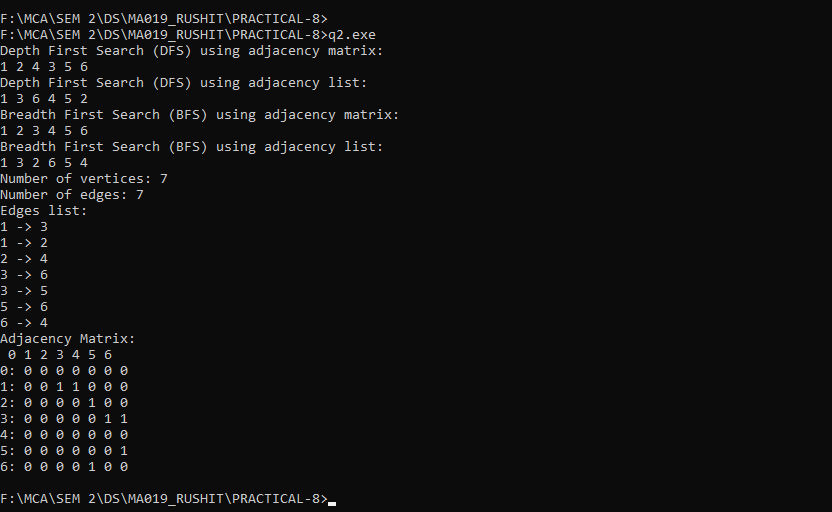 F:\MCA\SEM 2\DS\MA019_RUSHIT\PRACTICAL-8>
F:\MCA\SEM 2\DS\MA019_RUSHIT\PRACTICAL-8>q2.exe
Depth First Search (DFS) using adjacency matrix:
1 2 4 3 5 6
Depth First Search (DFS) using adjacency list:
1 3 6 4 5 2
Breadth First Search (BFS) using adjacency matrix:
1 2 3 4 5 6
Breadth First Search (BFS) using adjacency list:
1 3 2 6 5 4
Number of vertices: 7
Number of edges: 7
Edges list:
1 -> 3
1 -> 2
2 -> 4
3 -> 6
3 -> 5
5 -> 6
6 -> 4
Adjacency Matrix:
 0 1 2 3 4 5 6
0: 0 0 0 0 0 0 0
1: 0 0 1 1 0 0 0
2: 0 0 0 0 1 0 0
3: 0 0 0 0 0 1 1
4: 0 0 0 0 0 0 0
5: 0 0 0 0 0 0 1
6: 0 0 0 0 1 0 0
F:\MCA\SEM 2\DS\MA019_RUSHIT\PRACTICAL-8>